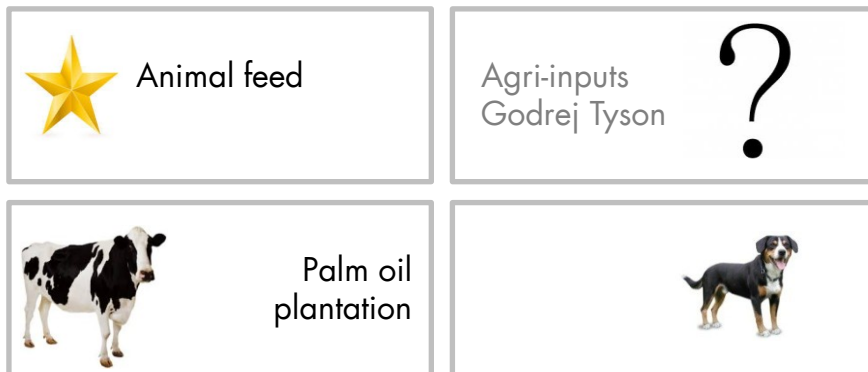 Animal feed
Agri-inputs
Godrej Tyson
?
Palm oil
plantation